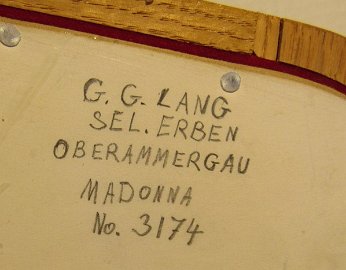 G. G. LANG
SEL. ERBEN
OBERAMMERGAU
MADONNA
No. 3174